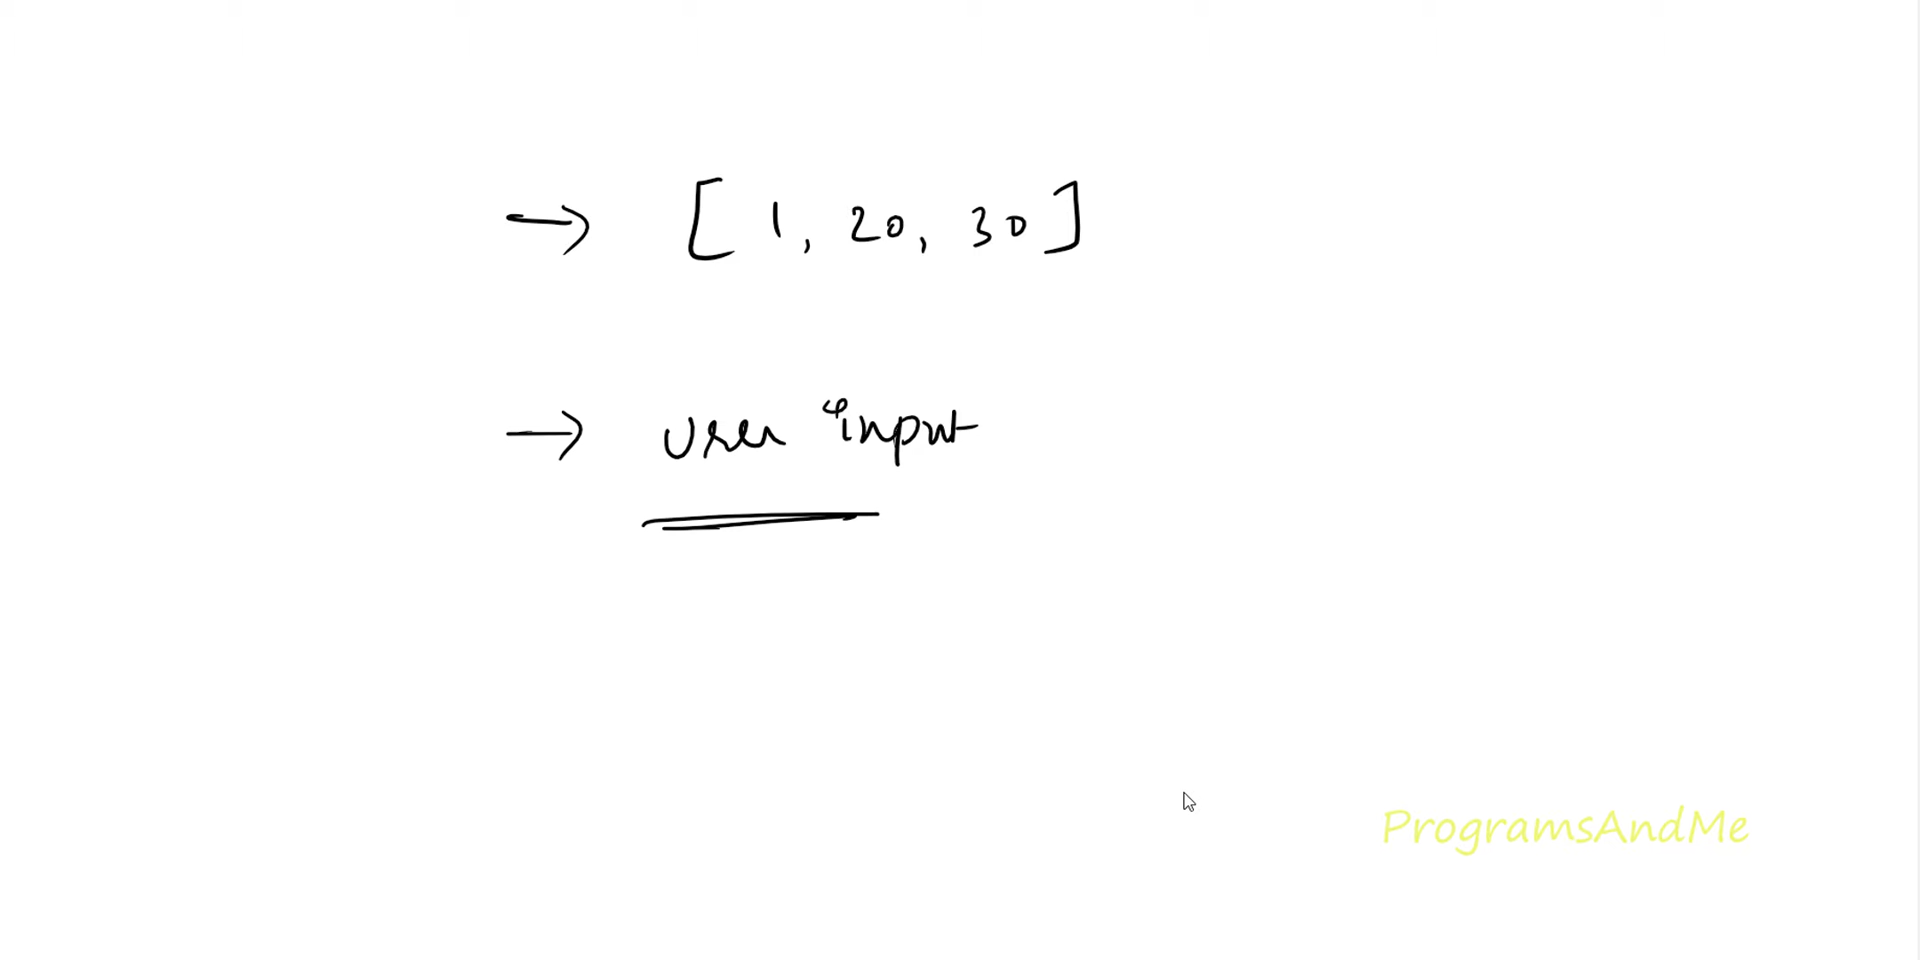 → [ 1, 20, 30 ]
→ user input
ProgramsAndMe